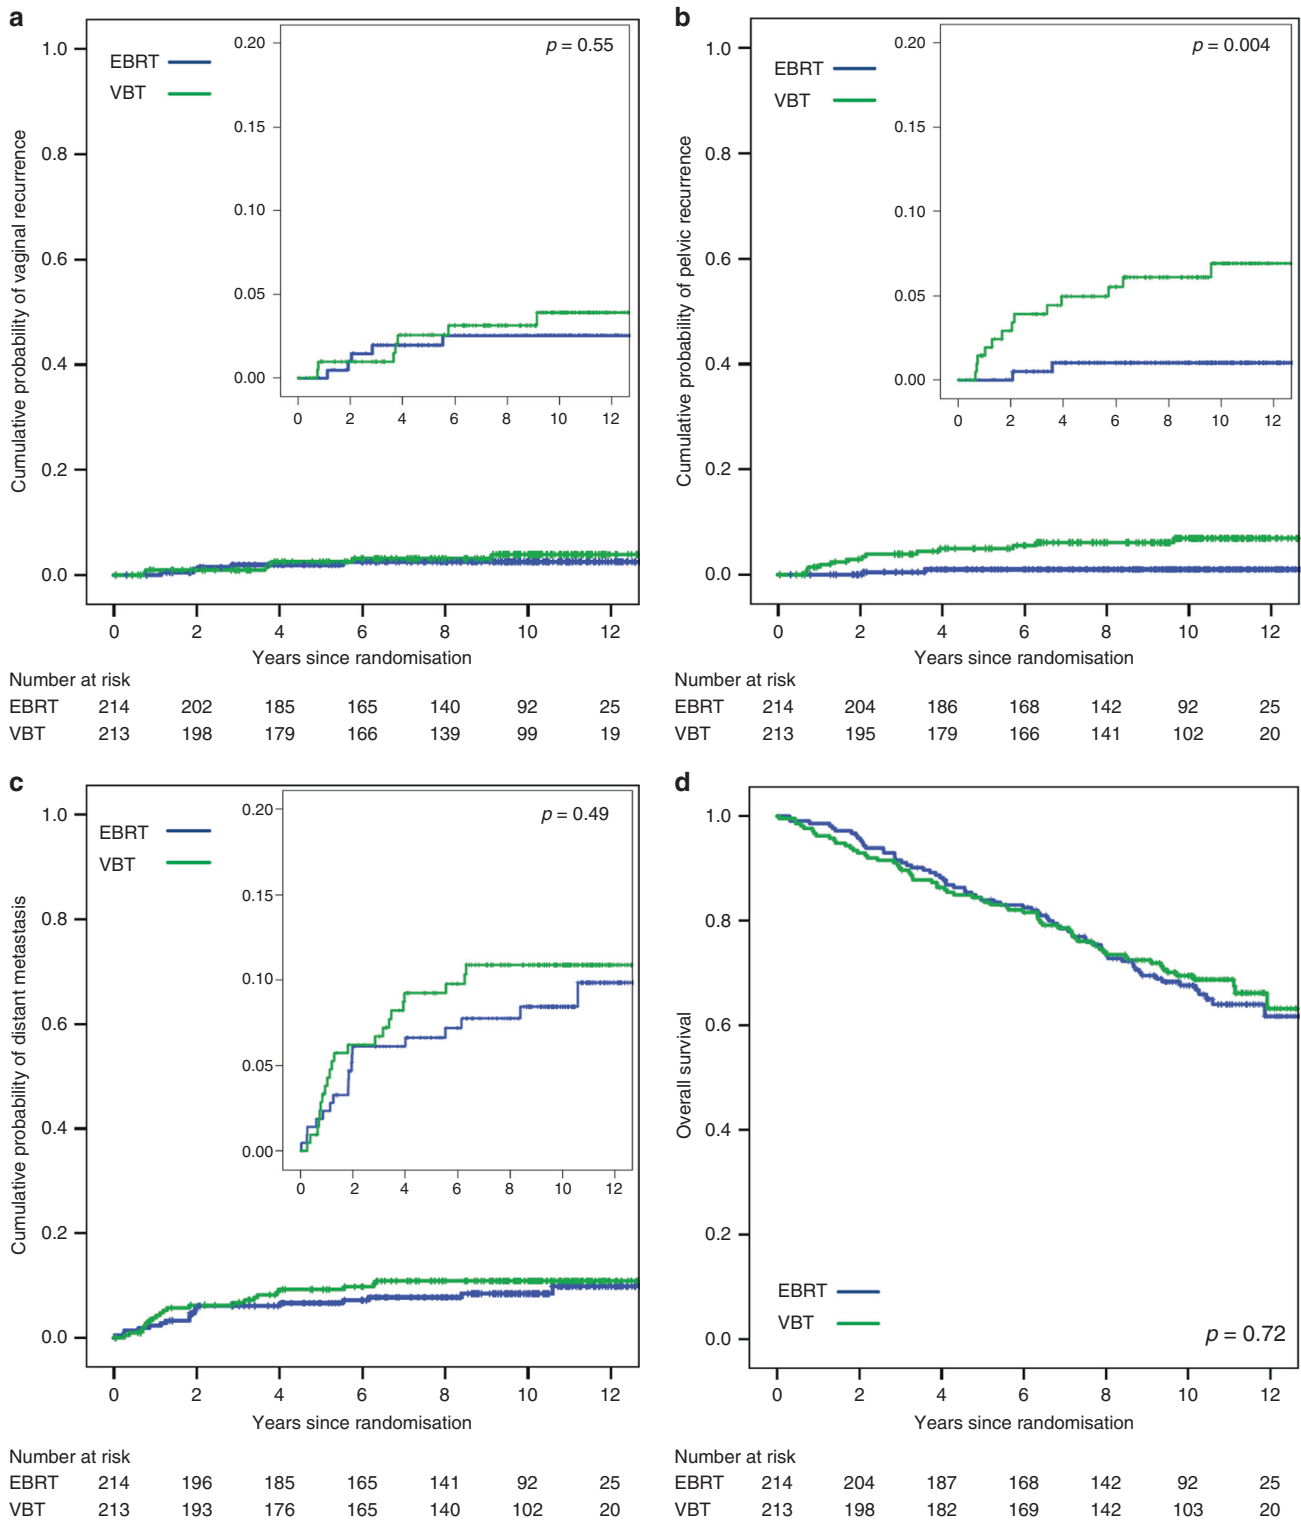 a
Cumulative probability of vaginal recurrence
1.0
0.8
0.6
0.4
0.2
0.0
EBRT
VBT
p = 0.55
0.20
0.15
0.10
0.05
0.00
0 2 4 6 8 10 12
0 2 4 6 8 10 12
Years since randomisation
Number at risk
EBRT 214 202 185 165 140 92 25
VBT 213 198 179 166 139 99 19
b
Cumulative probability of pelvic recurrence
1.0
0.8
0.6
0.4
0.2
0.0
EBRT
VBT
p = 0.004
0.20
0.15
0.10
0.05
0.00
0 2 4 6 8 10 12
0 2 4 6 8 10 12
Years since randomisation
Number at risk
EBRT 214 204 186 168 142 92 25
VBT 213 195 179 166 141 102 20
c
Cumulative probability of distant metastasis
1.0
0.8
0.6
0.4
0.2
0.0
EBRT
VBT
p = 0.49
0.20
0.15
0.10
0.05
0.00
0 2 4 6 8 10 12
0 2 4 6 8 10 12
Years since randomisation
Number at risk
EBRT 214 196 185 165 141 92 25
VBT 213 193 176 165 140 102 20
d
Overall survival
1.0
0.8
0.6
0.4
0.2
0.0
EBRT
VBT
p = 0.72
0 2 4 6 8 10 12
Years since randomisation
Number at risk
EBRT 214 204 187 168 142 92 25
VBT 213 198 182 169 142 103 20